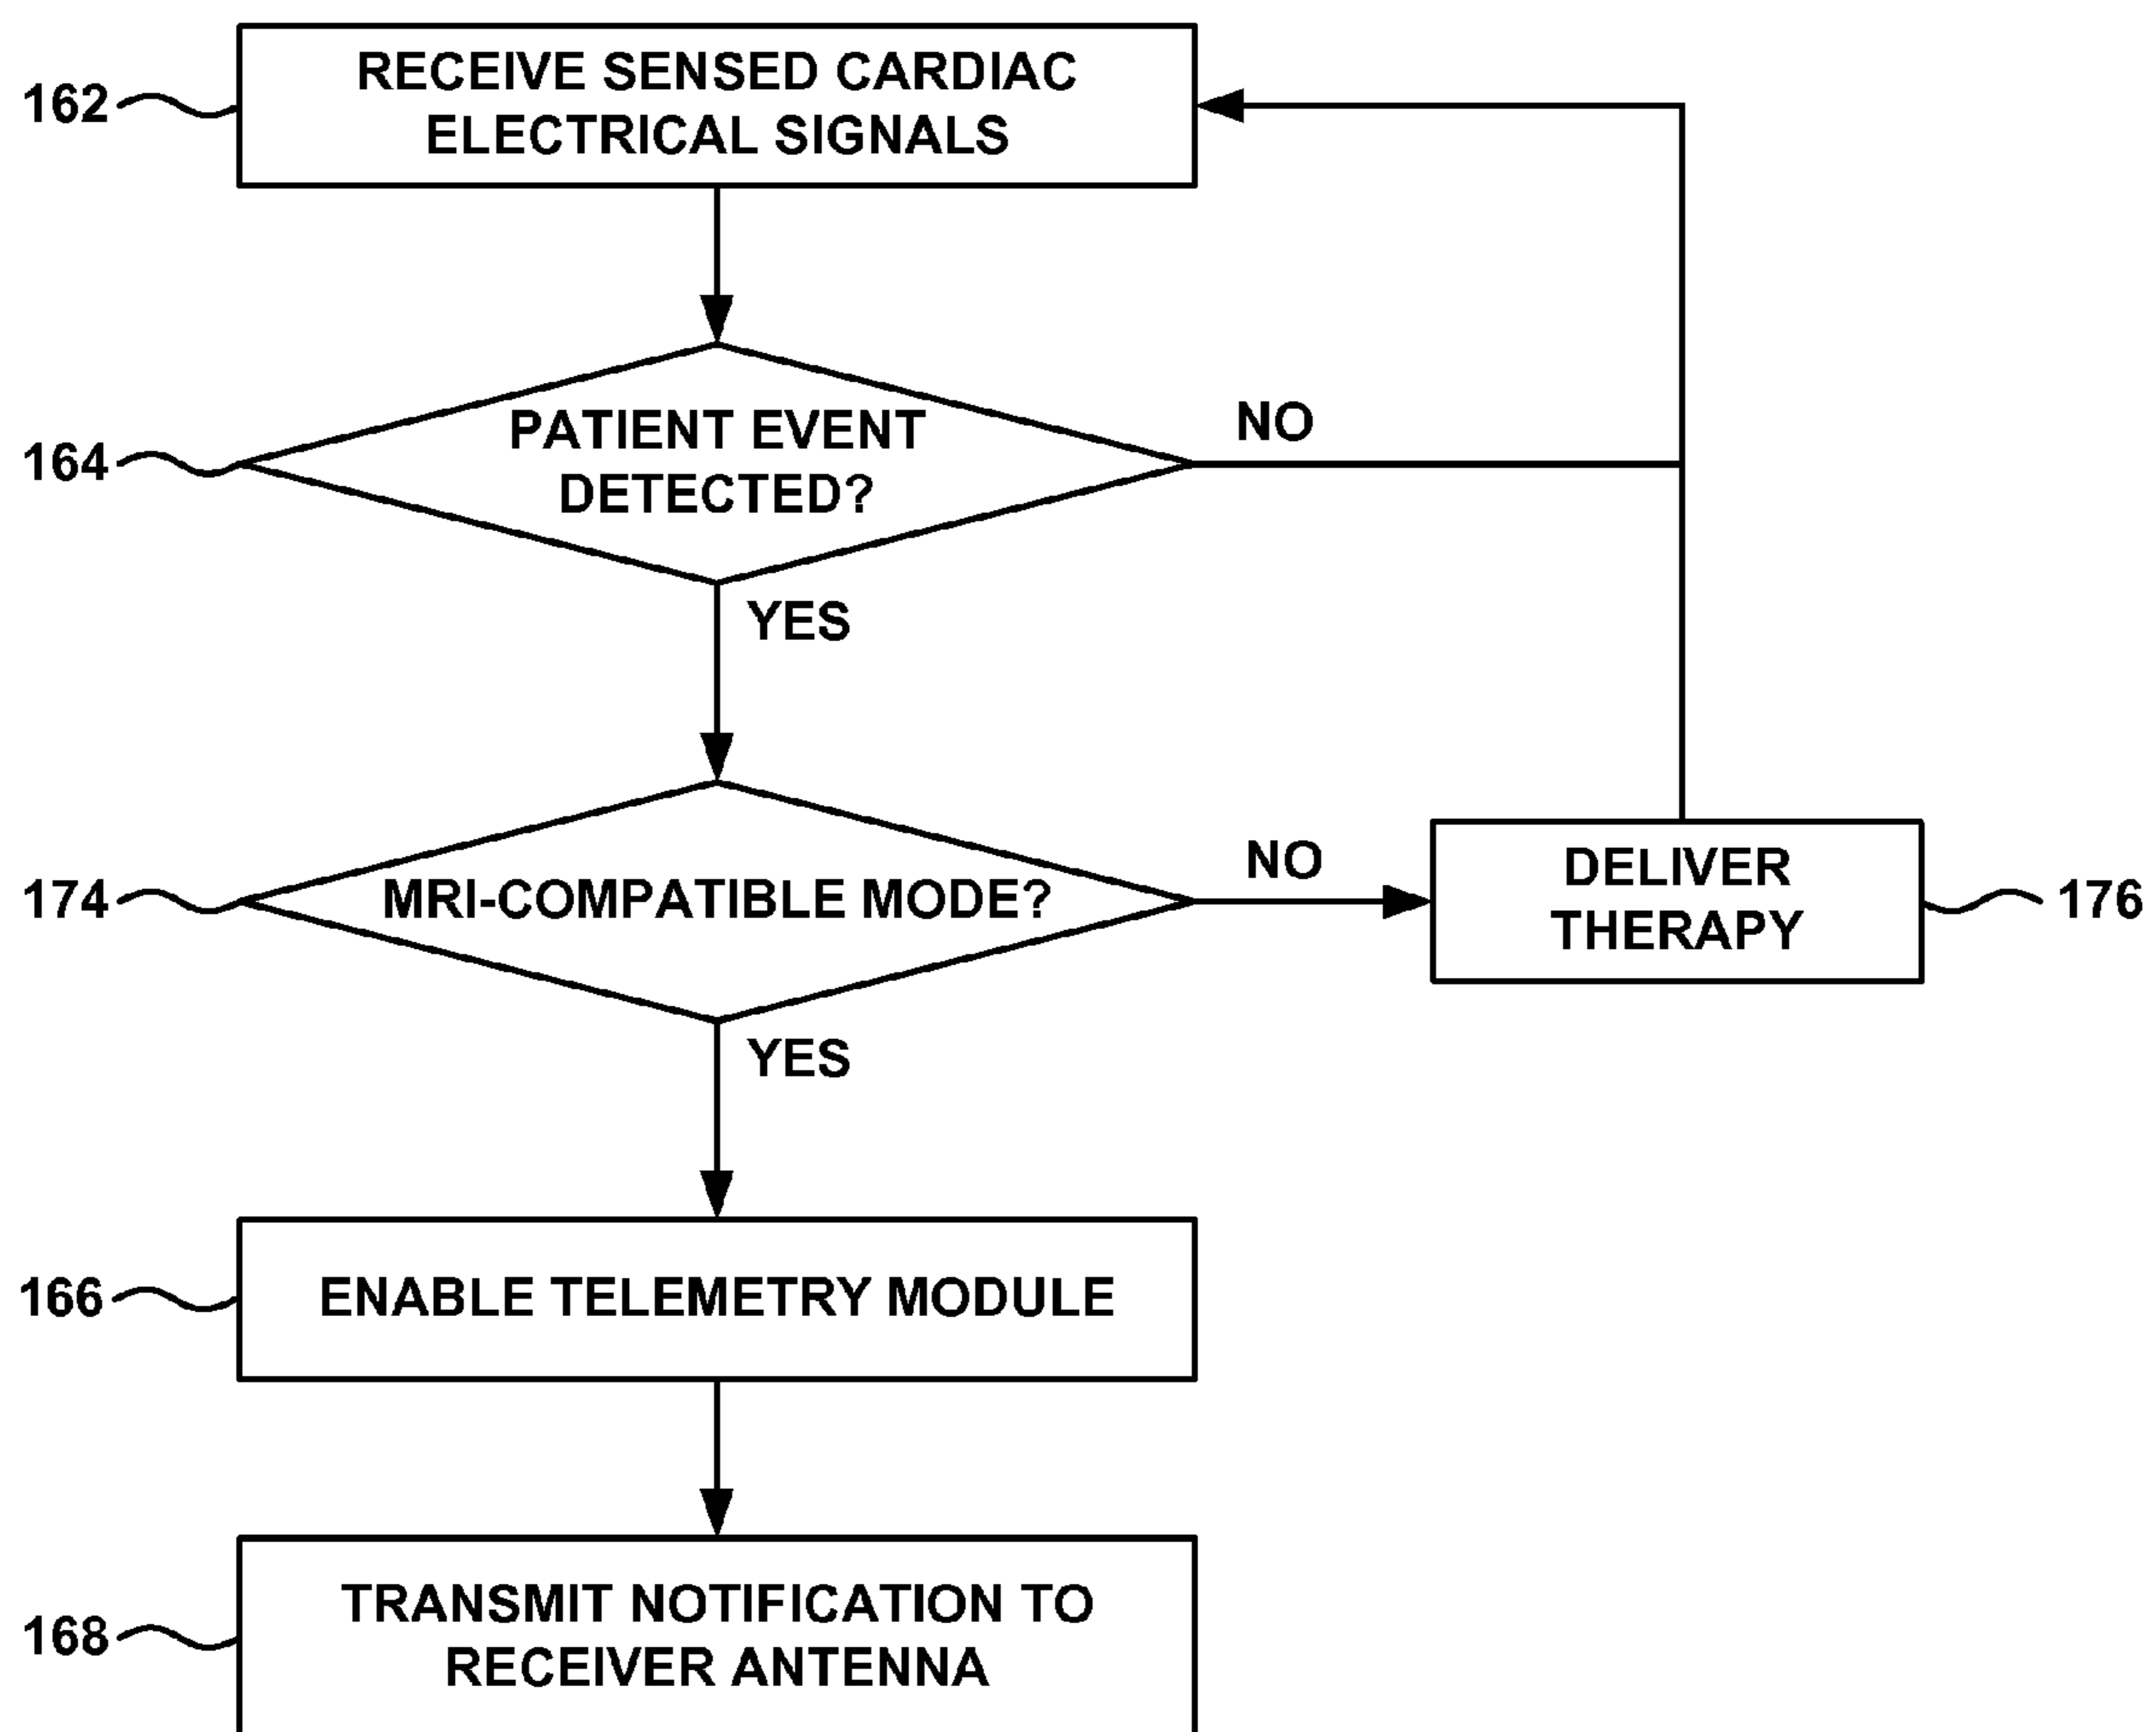 162
RECEIVE SENSED CARDIAC
ELECTRICAL SIGNALS
164
PATIENT EVENT
DETECTED?
NO
YES
174
MRI-COMPATIBLE MODE?
NO
DELIVER
THERAPY
176
YES
166
ENABLE TELEMETRY MODULE
168
TRANSMIT NOTIFICATION TO
RECEIVER ANTENNA